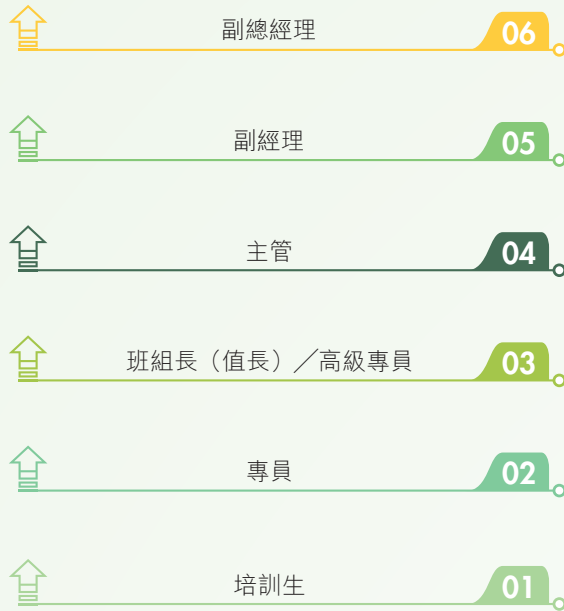 副總經理 06
副經理 05
主管 04
班組長（值長）／高級專員 03
專員 02
培訓生 01